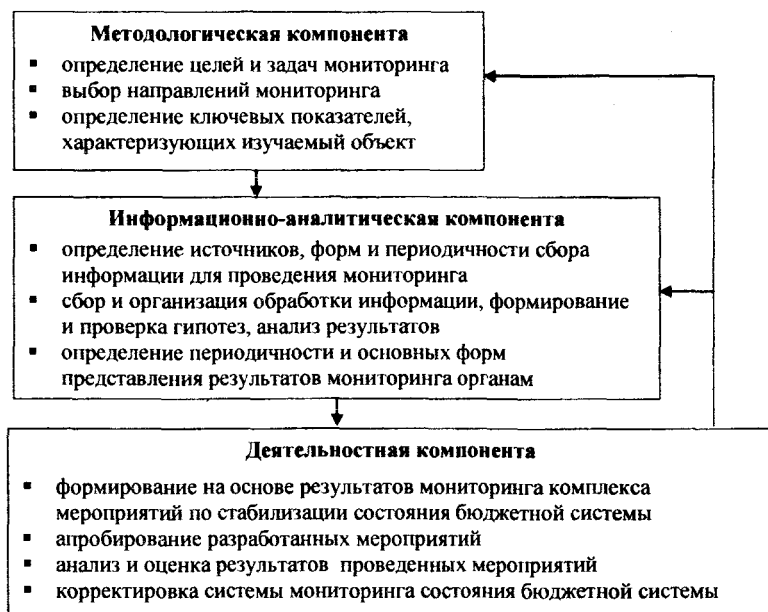 Методологическая компонента
▪ определение целей и задач мониторинга
▪ выбор направлений мониторинга
▪ определение ключевых показателей,
характеризующих изучаемый объект
Информационно-аналитическая компонента
▪ определение источников, форм и периодичности сбора
информации для проведения мониторинга
▪ сбор и организация обработки информации, формирование
и проверка гипотез, анализ результатов
▪ определение периодичности и основных форм
представления результатов мониторинга органам
Деятельностная компонента
▪ формирование на основе результатов мониторинга комплекса
мероприятий по стабилизации состояния бюджетной системы
▪ апробирование разработанных мероприятий
▪ анализ и оценка результатов проведенных мероприятий
▪ корректировка системы мониторинга состояния бюджетной системы